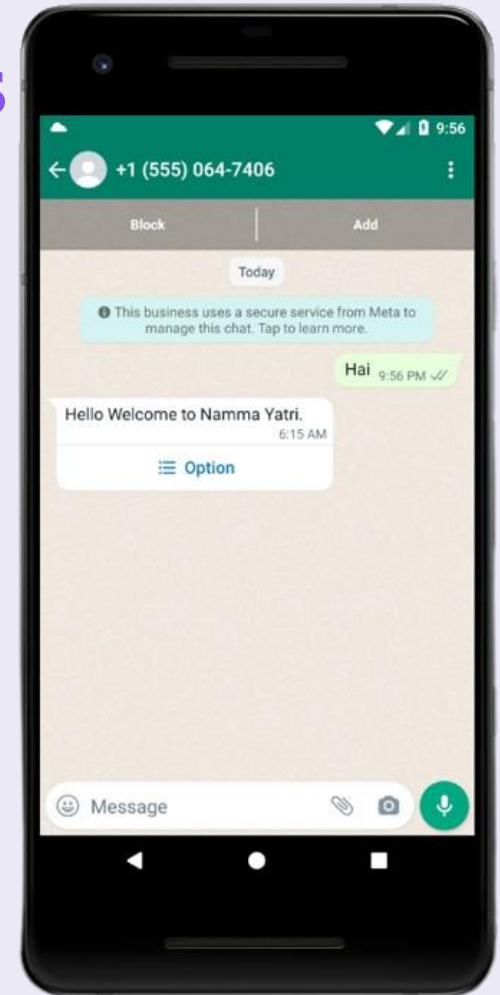 s
9:56
+1 (555) 064-7406
Block Add
Today
This business uses a secure service from Meta to
manage this chat. Tap to learn more.
Hai 9:56 PM
Hello Welcome to Namma Yatri.
6:15 AM
Option
Message